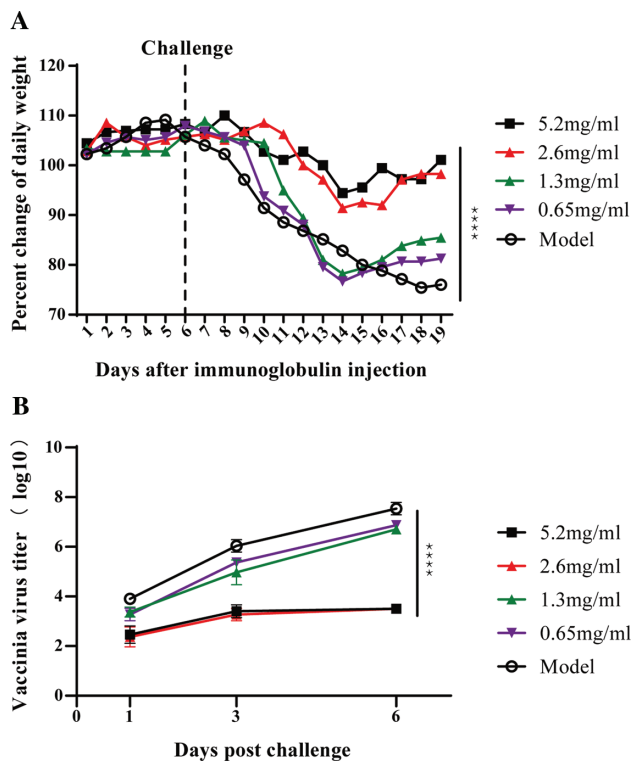 A
Challenge
Percent change of daily weight
120
110
100
90
80
70
1 2 3 4 5 6 7 8 9 10 11 12 13 14 15 16 17 18 19
Days after immunoglobulin injection
5.2mg/ml
2.6mg/ml
1.3mg/ml
0.65mg/ml
Model
****
B
Vaccinia virus titer ( log10 )
10
8
6
4
2
0
0 1 3 6
Days post challenge
5.2mg/ml
2.6mg/ml
1.3mg/ml
0.65mg/ml
Model
****